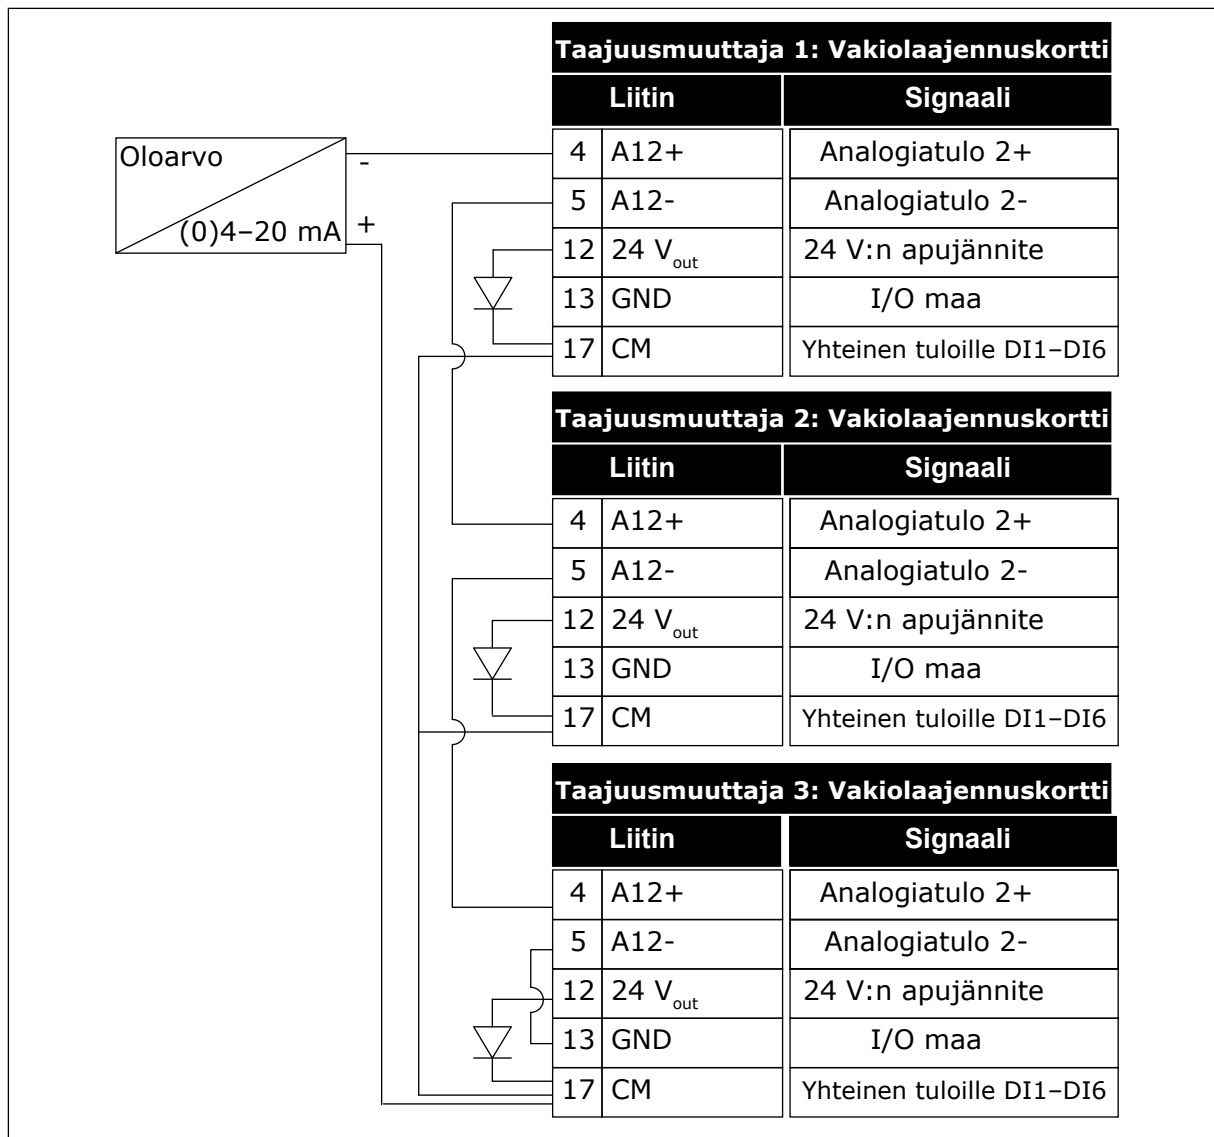 Taajuusmuuttaja 1: Vakiolaajennuskortti
Liitin Signaali
Oloarvo
-
(0)4–20 mA
+
4 A12+ Analogiatulo 2+
5 A12- Analogiatulo 2-
12 24 Vout 24 V:n apujännite
13 GND I/O maa
17 CM Yhteinen tuloille DI1–DI6
Taajuusmuuttaja 2: Vakiolaajennuskortti
Liitin Signaali
4 A12+ Analogiatulo 2+
5 A12- Analogiatulo 2-
12 24 Vout 24 V:n apujännite
13 GND I/O maa
17 CM Yhteinen tuloille DI1–DI6
Taajuusmuuttaja 3: Vakiolaajennuskortti
Liitin Signaali
4 A12+ Analogiatulo 2+
5 A12- Analogiatulo 2-
12 24 Vout 24 V:n apujännite
13 GND I/O maa
17 CM Yhteinen tuloille DI1–DI6